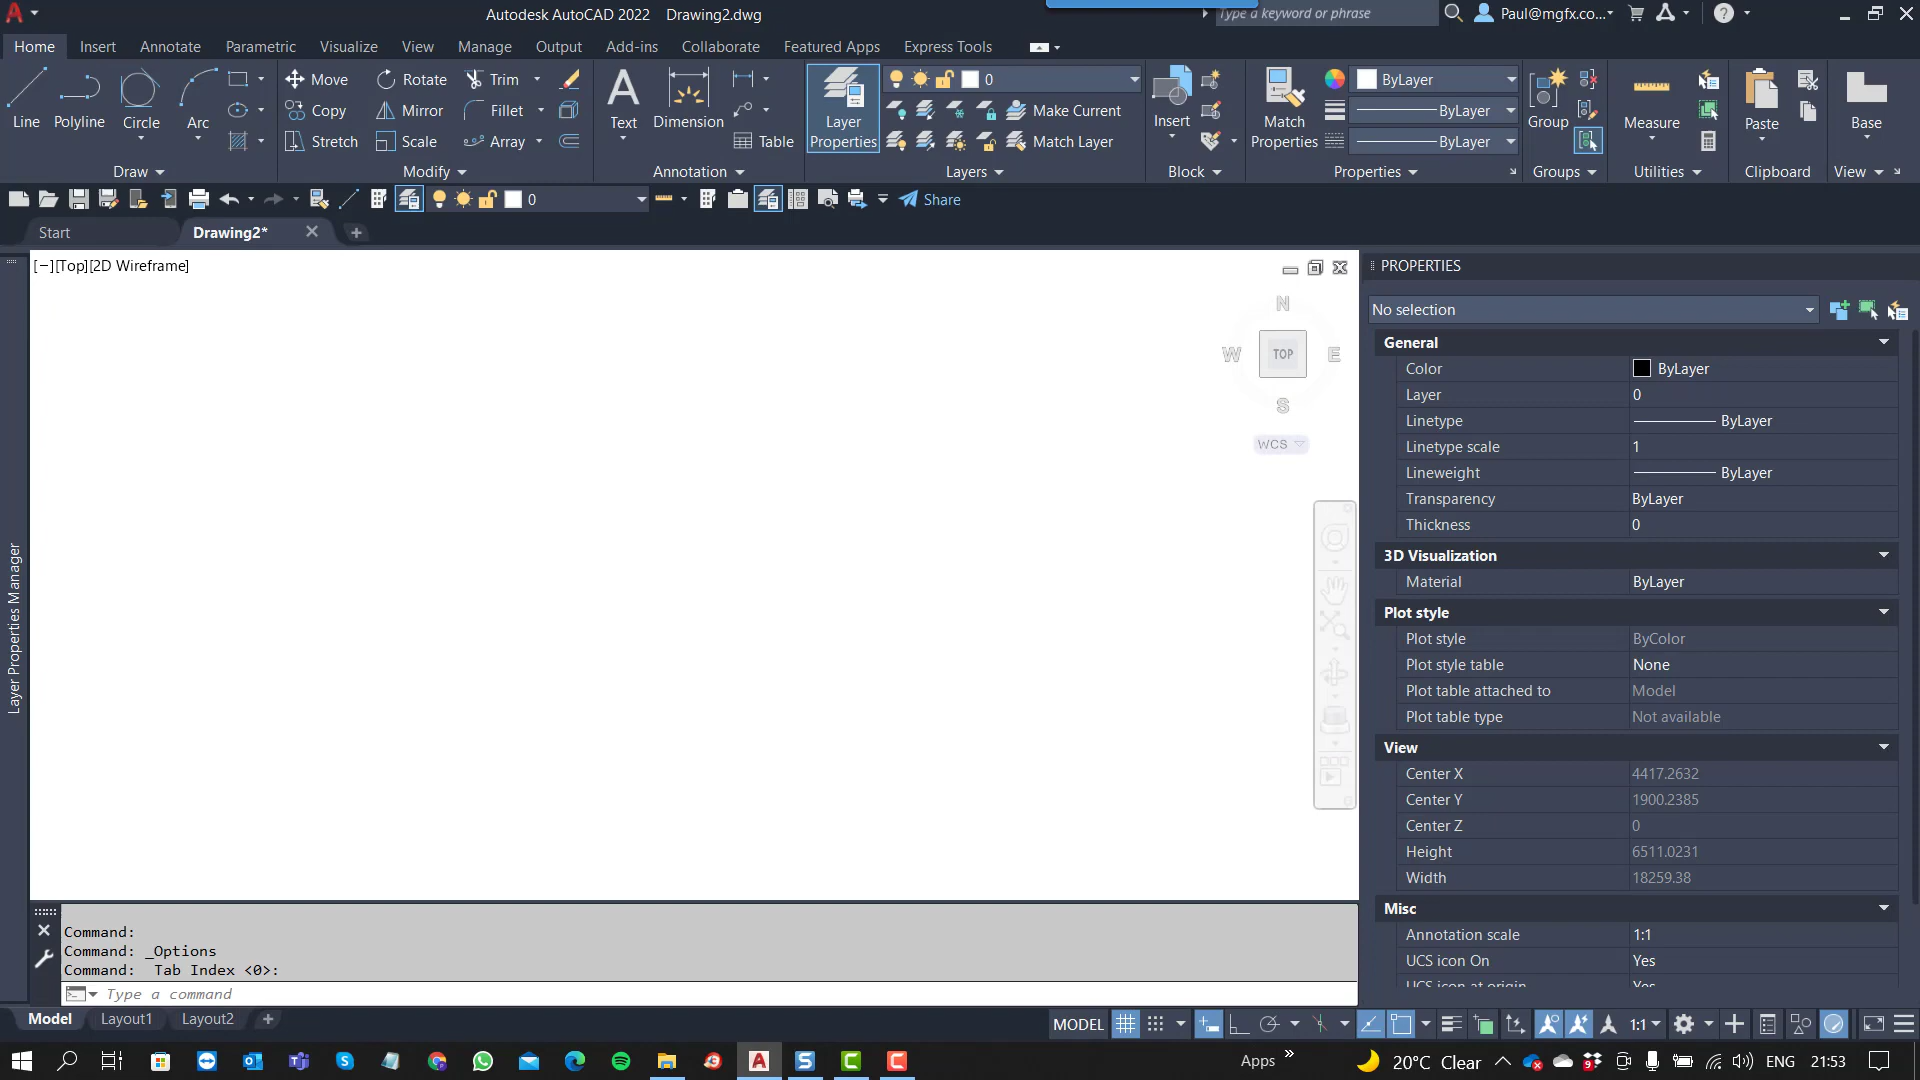 Autodesk AutoCAD 2022 Drawing2.dwg
Type a keyword or phrase
Paul@mgfx.co...
Home Insert Annotate Parametric Visualize View Manage Output Add-ins Collaborate Featured Apps Express Tools
Line Polyline Circle Arc
Move Rotate Trim
Copy Mirror Fillet
Stretch Scale Array
Text Dimension Table
Layer Properties
0
Make Current
Match Layer
Insert
Match Properties
ByLayer
ByLayer
ByLayer
Group
Measure
Paste
Base
Draw Modify Annotation Layers Block Properties Groups Utilities Clipboard View
0
Share
Start Drawing2*
[−][Top][2D Wireframe]
N
W TOP E
S
WCS
Layer Properties Manager
PROPERTIES
No selection
General
Color ByLayer
Layer 0
Linetype ByLayer
Linetype scale 1
Lineweight ByLayer
Transparency ByLayer
Thickness 0
3D Visualization
Material ByLayer
Plot style
Plot style ByColor
Plot style table None
Plot table attached to Model
Plot table type Not available
View
Center X 4417.2632
Center Y 1900.2385
Center Z 0
Height 6511.0231
Width 18259.38
Misc
Annotation scale 1:1
UCS icon On Yes
UCS icon at origin Yes
Command:
Command: _Options
Command: Tab Index <0>:
Type a command
Model Layout1 Layout2
MODEL 1:1
Apps 20°C Clear ENG 21:53